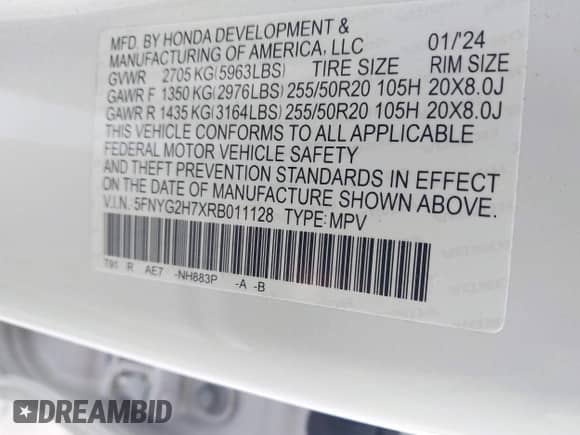 MFD. BY HONDA DEVELOPMENT &
MANUFACTURING OF AMERICA, LLC 01/'24
GVWR 2705 KG(5963LBS) TIRE SIZE RIM SIZE
GAWR F 1350 KG(2976LBS) 255/50R20 105H 20X8.0J
GAWR R 1435 KG(3164LBS) 255/50R20 105H 20X8.0J
THIS VEHICLE CONFORMS TO ALL APPLICABLE
FEDERAL MOTOR VEHICLE SAFETY
AND THEFT PREVENTION STANDARDS IN EFFECT
ON THE DATE OF MANUFACTURE SHOWN ABOVE.
V.I.N. 5FNYG2H7XRB011128 TYPE: MPV
T91 R AE7 -NH883P -A -B
DREAMBID